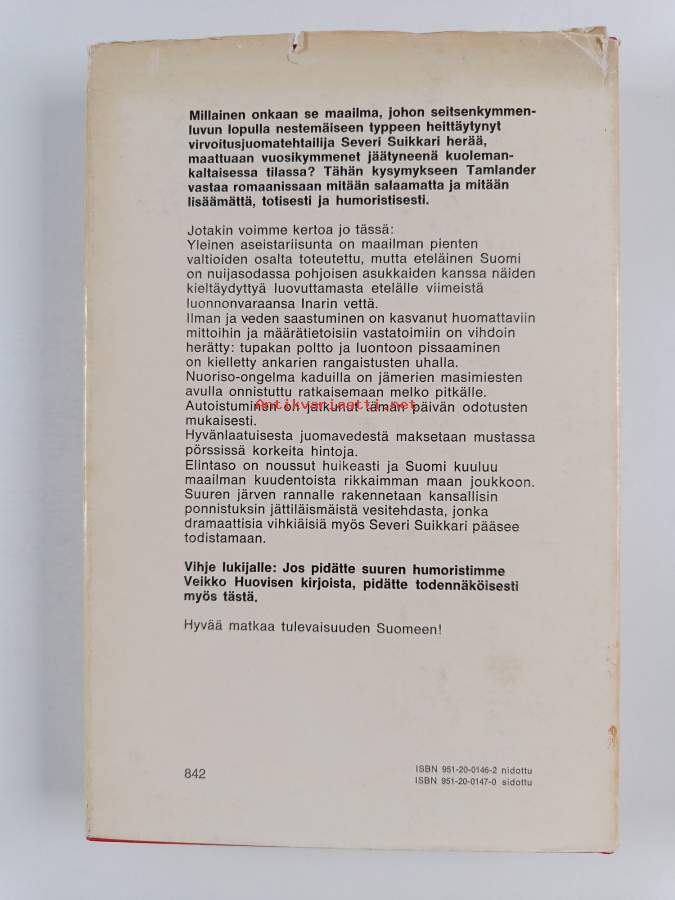 Millainen onkaan se maailma, johon seitsenkymmen-
luvun lopulla nestemäiseen typpeen heittäytynyt
virvoitusjuomatehtailija Severi Suikkari herää,
maattuaan vuosikymmenet jäätyneenä kuoleman-
kaltaisessa tilassa? Tähän kysymykseen Tamlander
vastaa romaanissaan mitään salaamatta ja mitään
lisäämättä, totisesti ja humoristisesti.
Jotakin voimme kertoa jo tässä:
Yleinen aseistariisunta on maailman pienten
valtioiden osalta toteutettu, mutta eteläinen Suomi
on nuijasodassa pohjoisen asukkaiden kanssa näiden
kieltäydyttyä luovuttamasta etelälle viimeistä
luonnonvaraansa Inarin vettä.
Ilman ja veden saastuminen on kasvanut huomattaviin
mittoihin ja määrätietoisiin vastatoimiin on vihdoin
herätty: tupakan poltto ja luontoon pissaaminen
on kielletty ankarien rangaistusten uhalla.
Nuoriso-ongelma kaduilla on jämerien masimiesten
avulla onnistuttu ratkaisemaan melko pitkälle.
Autoistuminen on jatkunut tämän päivän odotusten
Antikvariaatti.net
mukaisesti.
Hyvänlaatuisesta juomavedestä maksetaan mustassa
pörssissä korkeita hintoja.
Elintaso on noussut huikeasti ja Suomi kuuluu
maailman kuudentoista rikkaimman maan joukkoon.
Suuren järven rannalle rakennetaan kansallisin
ponnistuksin jättiläismäistä vesitehdasta, jonka
dramaattisia vihkiäisiä myös Severi Suikkari pääsee
todistamaan.
Vihje lukijalle: Jos pidätte suuren humoristimme
Veikko Huovisen kirjoista, pidätte todennäköisesti
myös tästä.
Hyvää matkaa tulevaisuuden Suomeen!
842
ISBN 951-20-0146-2 nidottu
ISBN 951-20-0147-0 sidottu